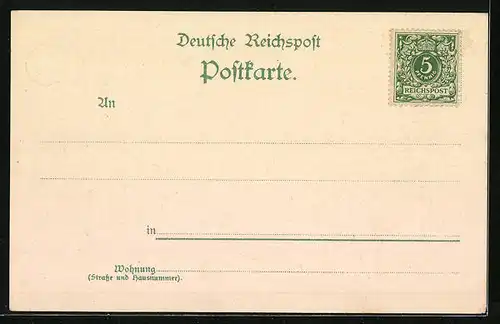 Deutsche Reichspost
Postkarte.
5
REICHSPOST
An
in
Wohnung
(Straße und Hausnummer).